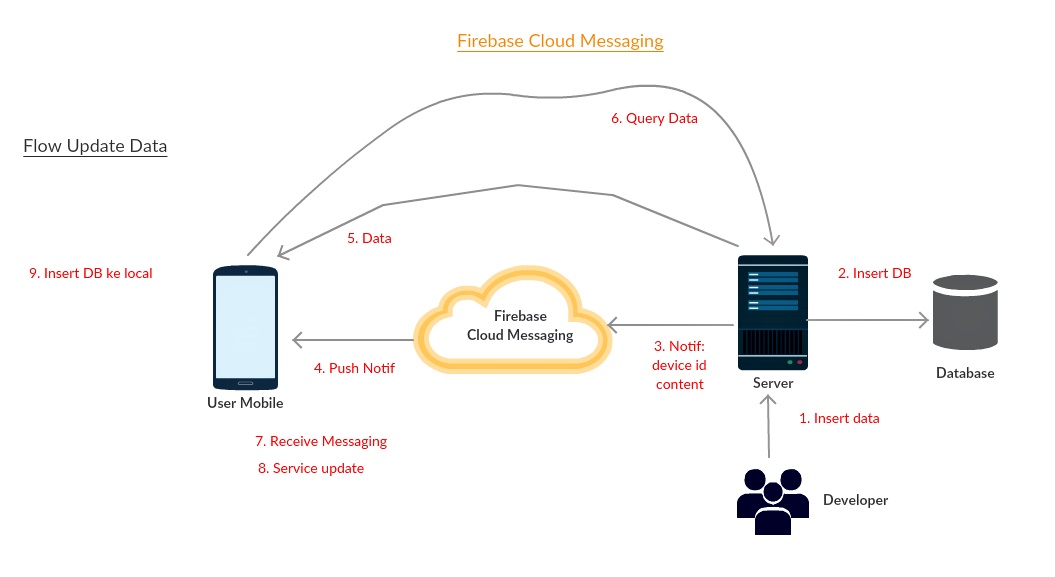 Firebase Cloud Messaging
6. Query Data
Flow Update Data
5. Data
9. Insert DB ke local
2. Insert DB
Firebase
Cloud Messaging
3. Notif:
device id
content
4. Push Notif
Database
Server
User Mobile
1. Insert data
7. Receive Messaging
8. Service update
Developer